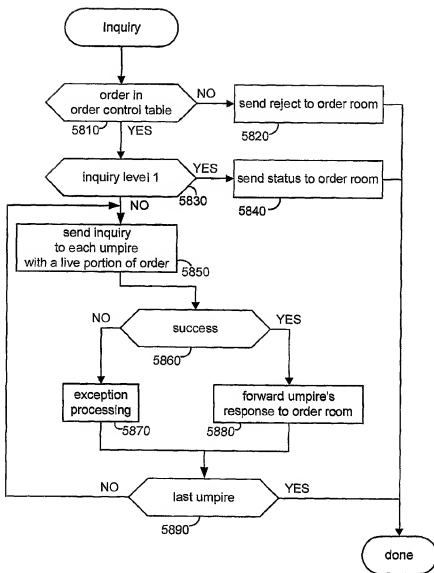 Inquiry
order in
order control table
NO
send reject to order room
5810
YES
5820
inquiry level 1
YES
send status to order room
5830
NO
5840
send inquiry
to each umpire
with a live portion of order
5850
NO
success
YES
5860
exception
processing
forward umpire's
response to order room
5870
5880
NO
last umpire
YES
5890
done